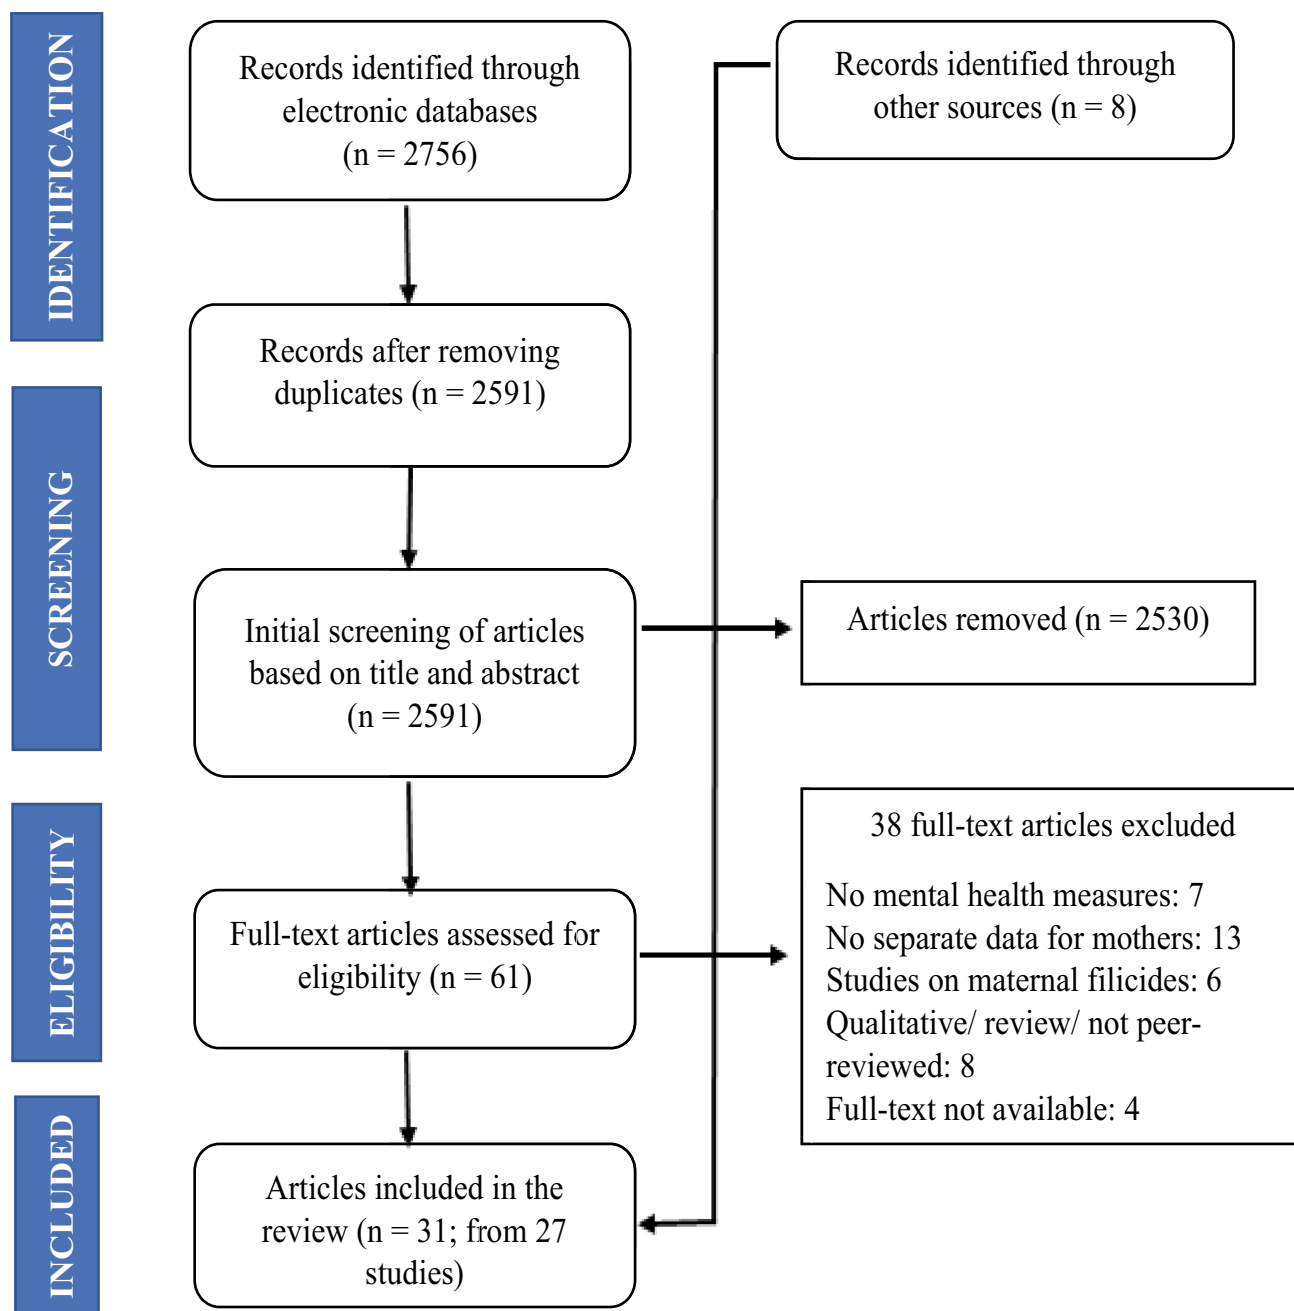 IDENTIFICATION
Records identified through
electronic databases
(n = 2756)
Records identified through
other sources (n = 8)
Records after removing
duplicates (n = 2591)
SCREENING
Initial screening of articles
based on title and abstract
(n = 2591)
Articles removed (n = 2530)
ELIGIBILITY
Full-text articles assessed for
eligibility (n = 61)
38 full-text articles excluded
No mental health measures: 7
No separate data for mothers: 13
Studies on maternal filicides: 6
Qualitative/ review/ not peer-
reviewed: 8
Full-text not available: 4
INCLUDED
Articles included in the
review (n = 31; from 27
studies)